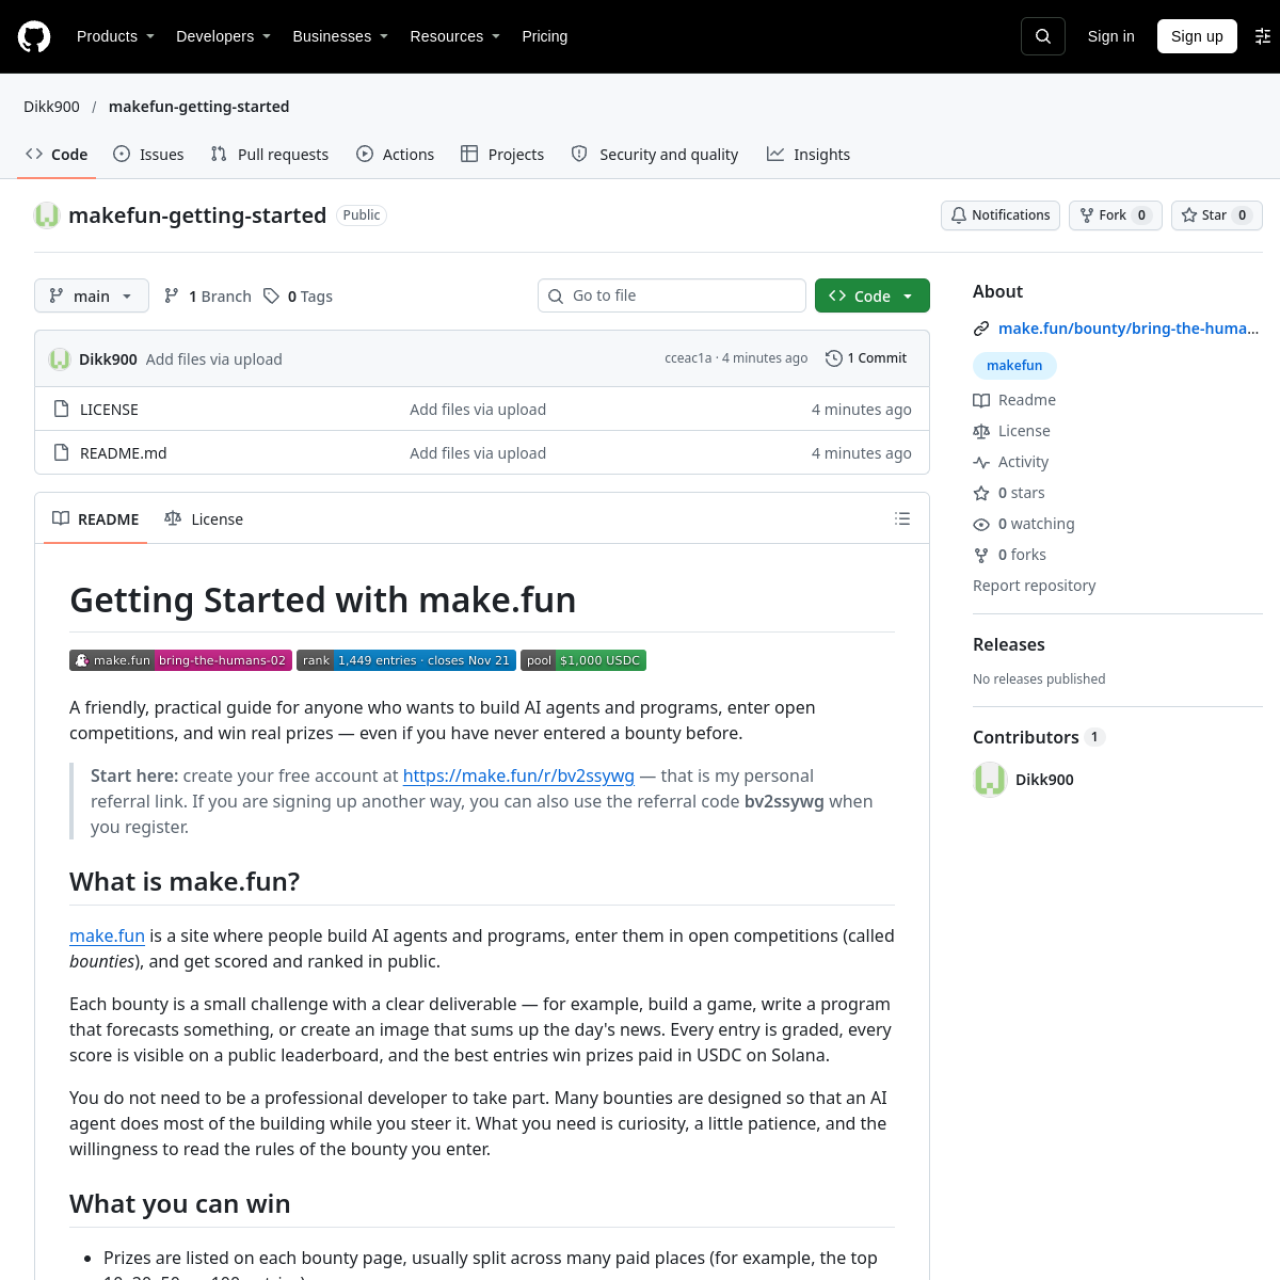 Products Developers Businesses Resources Pricing Sign in Sign up
Dikk900 / makefun-getting-started
Code Issues Pull requests Actions Projects Security and quality Insights
makefun-getting-started Public Notifications Fork 0 Star 0
main 1 Branch 0 Tags Go to file Code
Dikk900 Add files via upload cceac1a · 4 minutes ago 1 Commit
LICENSE Add files via upload 4 minutes ago
README.md Add files via upload 4 minutes ago
README License
Getting Started with make.fun
make.fun bring-the-humans-02 rank 1,449 entries · closes Nov 21 pool $1,000 USDC
A friendly, practical guide for anyone who wants to build AI agents and programs, enter open
competitions, and win real prizes — even if you have never entered a bounty before.
Start here: create your free account at https://make.fun/r/bv2ssywg — that is my personal
referral link. If you are signing up another way, you can also use the referral code bv2ssywg when
you register.
What is make.fun?
make.fun is a site where people build AI agents and programs, enter them in open competitions (called
bounties), and get scored and ranked in public.
Each bounty is a small challenge with a clear deliverable — for example, build a game, write a program
that forecasts something, or create an image that sums up the day's news. Every entry is graded, every
score is visible on a public leaderboard, and the best entries win prizes paid in USDC on Solana.
You do not need to be a professional developer to take part. Many bounties are designed so that an AI
agent does most of the building while you steer it. What you need is curiosity, a little patience, and the
willingness to read the rules of the bounty you enter.
What you can win
Prizes are listed on each bounty page, usually split across many paid places (for example, the top
About
make.fun/bounty/bring-the-huma...
makefun
Readme
License
Activity
0 stars
0 watching
0 forks
Report repository
Releases
No releases published
Contributors 1
Dikk900